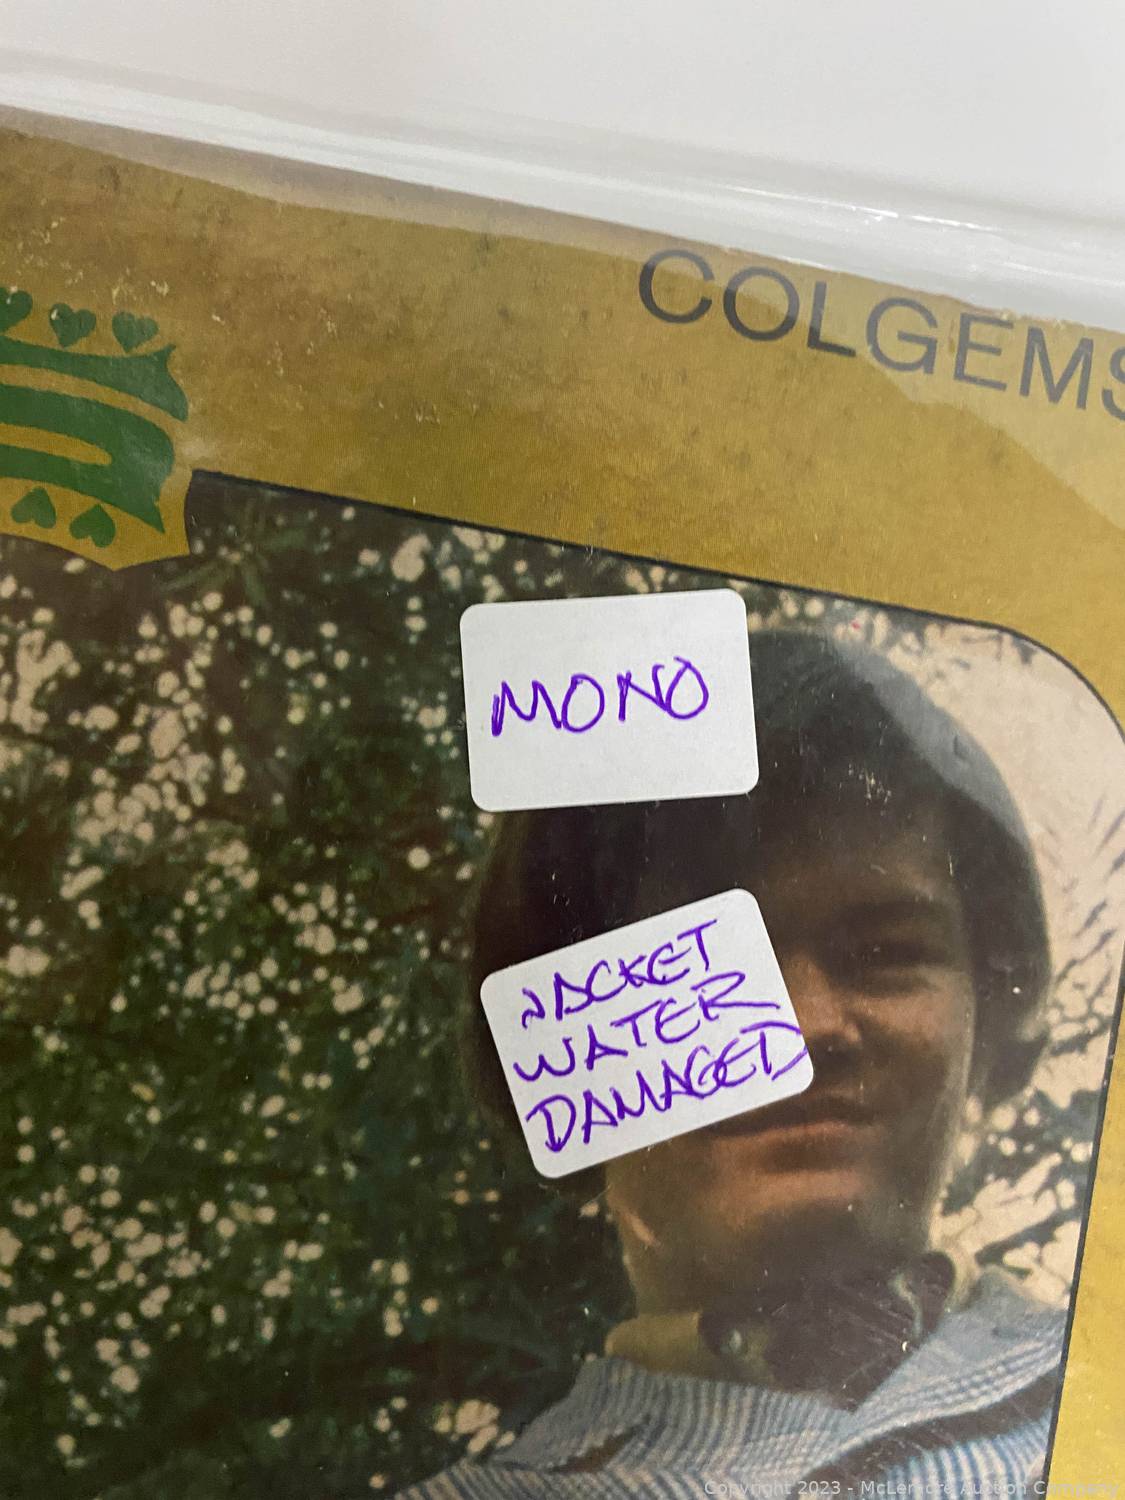 COLGEMS
MONO
JACKET
WATER
DAMAGED
Copyright 2023 - McLemore Auction Company